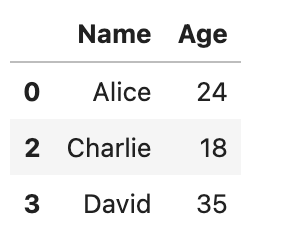 Name Age
0 Alice 24
2 Charlie 18
3 David 35